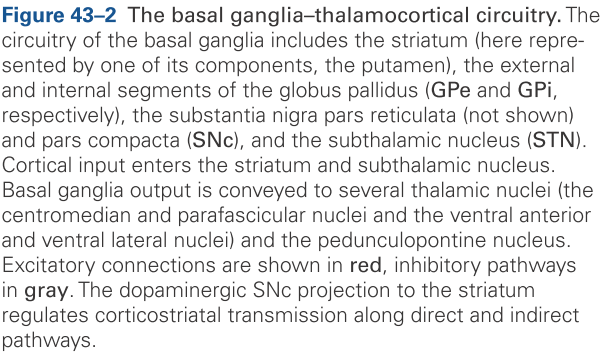 Figure 43–2 The basal ganglia–thalamocortical circuitry. The
circuitry of the basal ganglia includes the striatum (here repre-
sented by one of its components, the putamen), the external
and internal segments of the globus pallidus (GPe and GPi,
respectively), the substantia nigra pars reticulata (not shown)
and pars compacta (SNc), and the subthalamic nucleus (STN).
Cortical input enters the striatum and subthalamic nucleus.
Basal ganglia output is conveyed to several thalamic nuclei (the
centromedian and parafascicular nuclei and the ventral anterior
and ventral lateral nuclei) and the pedunculopontine nucleus.
Excitatory connections are shown in red, inhibitory pathways
in gray. The dopaminergic SNc projection to the striatum
regulates corticostriatal transmission along direct and indirect
pathways.